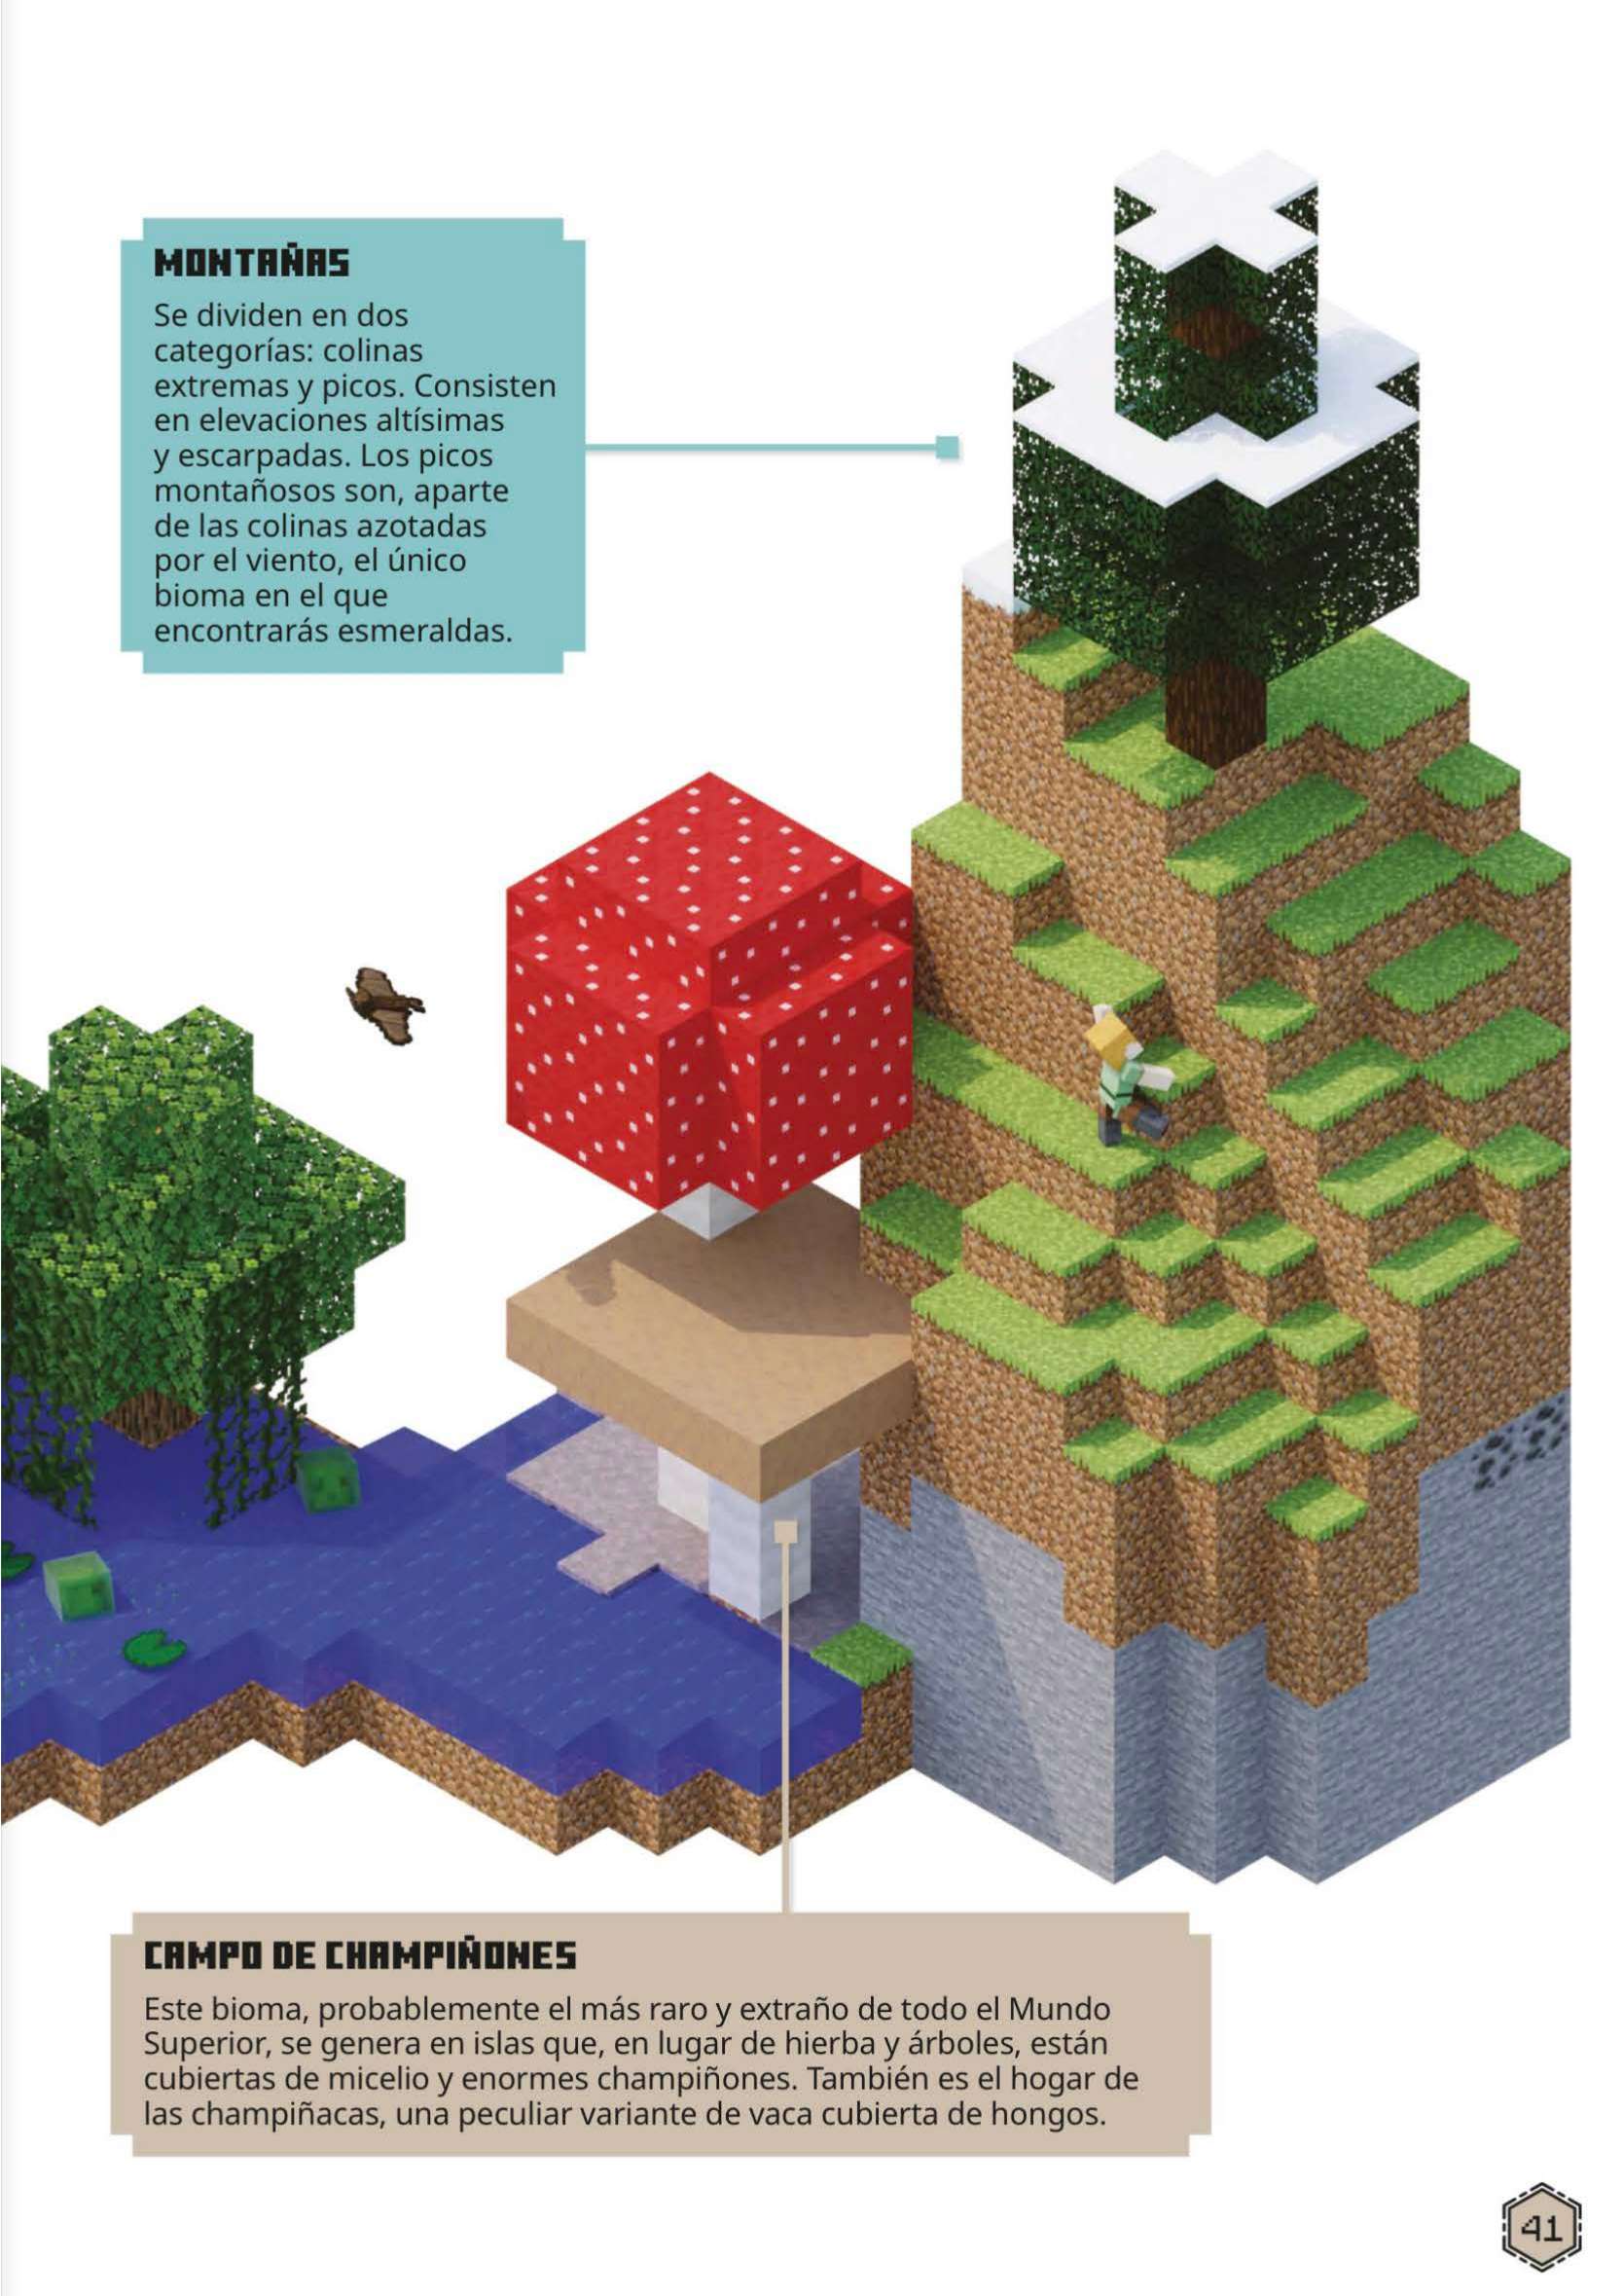 MONTAÑAS
Se dividen en dos
categorías: colinas
extremas y picos. Consisten
en elevaciones altísimas
y escarpadas. Los picos
montañosos son, aparte
de las colinas azotadas
por el viento, el único
bioma en el que
encontrarás esmeraldas.
CAMPO DE CHAMPIÑONES
Este bioma, probablemente el más raro y extraño de todo el Mundo
Superior, se genera en islas que, en lugar de hierba y árboles, están
cubiertas de micelio y enormes champiñones. También es el hogar de
las champiñacas, una peculiar variante de vaca cubierta de hongos.
41